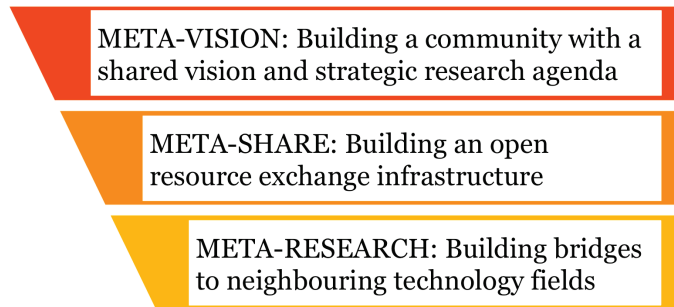 META-VISION: Building a community with a
shared vision and strategic research agenda
META-SHARE: Building an open
resource exchange infrastructure
META-RESEARCH: Building bridges
to neighbouring technology fields